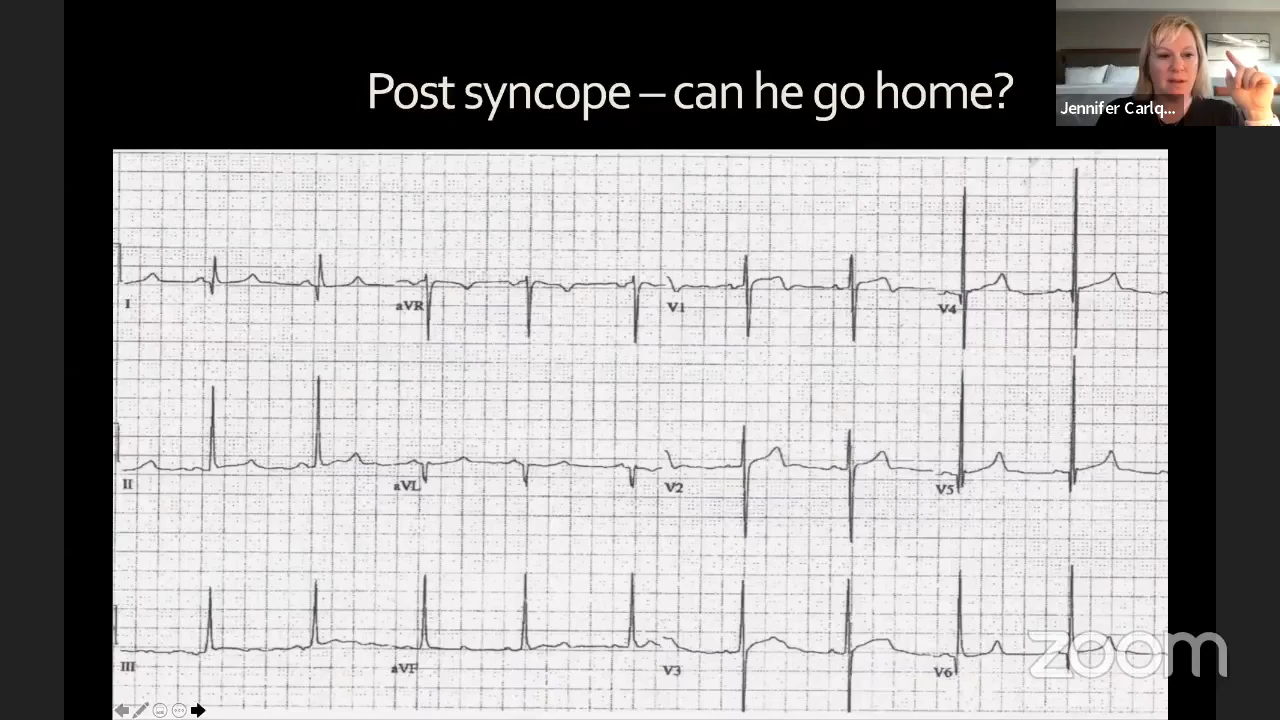 Post syncope – can he go home?
Jennifer Carlq...
I
aVR
V1
V4
II
aVL
V2
V5
III
aVF
V3
V6
zoom